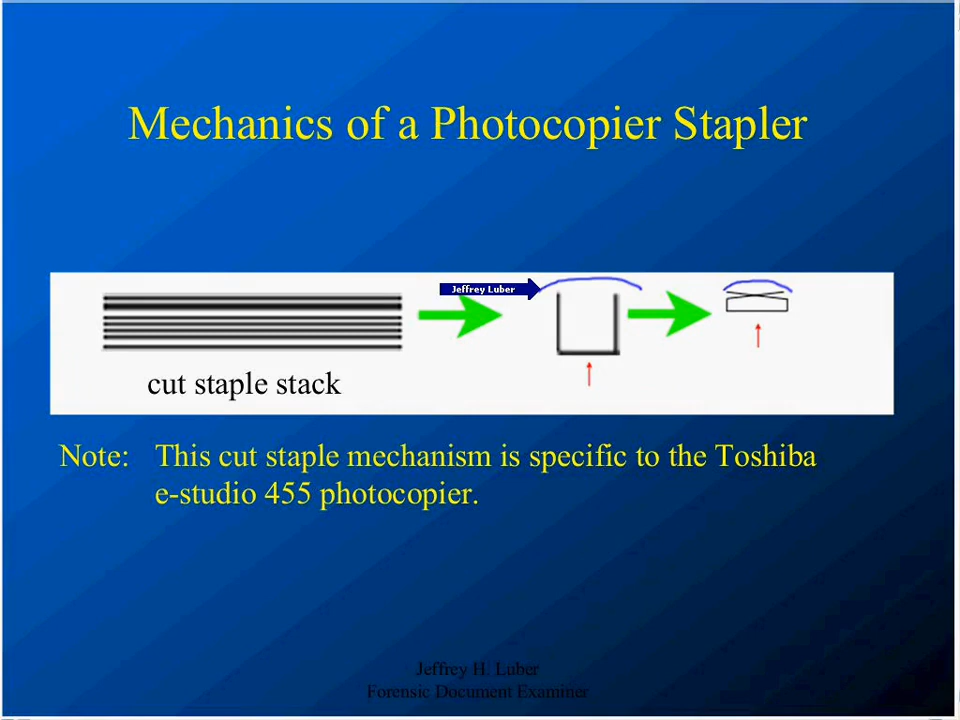 Mechanics of a Photocopier Stapler
Jeffrey Luber
cut staple stack
Note: This cut staple mechanism is specific to the Toshiba
e-studio 455 photocopier.
Jeffrey H. Luber
Forensic Document Examiner